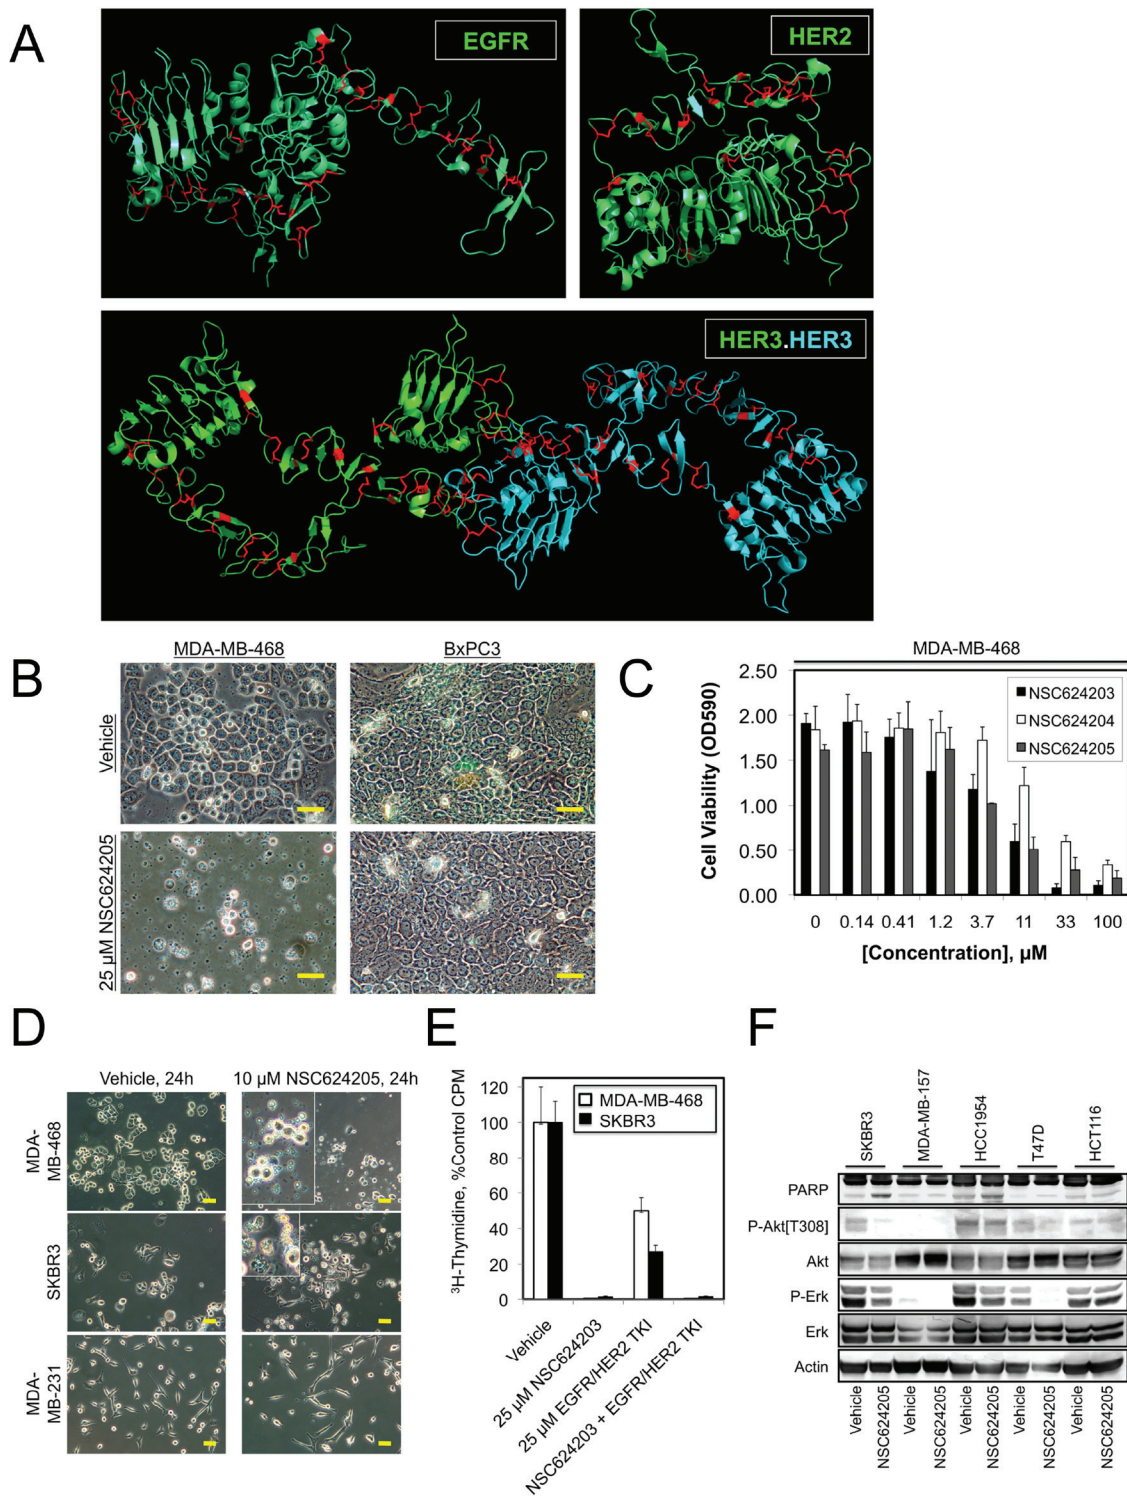 A
EGFR
HER2
HER3.HER3
B
MDA-MB-468
BxPC3
Vehicle
25 µM NSC624205
C
MDA-MB-468
2.50
2.00
1.50
1.00
0.50
0.00
Cell Viability (OD590)
NSC624203
NSC624204
NSC624205
0 0.14 0.41 1.2 3.7 11 33 100
[Concentration], µM
D
Vehicle, 24h
10 µM NSC624205, 24h
MDA-
MB-468
SKBR3
MDA-
MB-231
E
120
100
80
60
40
20
0
³H-Thymidine, %Control CPM
MDA-MB-468
SKBR3
Vehicle
25 µM NSC624203
25 µM EGFR/HER2 TKI
NSC624203 + EGFR/HER2 TKI
F
SKBR3
MDA-MB-157
HCC1954
T47D
HCT116
PARP
P-Akt[T308]
Akt
P-Erk
Erk
Actin
Vehicle
NSC624205
Vehicle
NSC624205
Vehicle
NSC624205
Vehicle
NSC624205
Vehicle
NSC624205